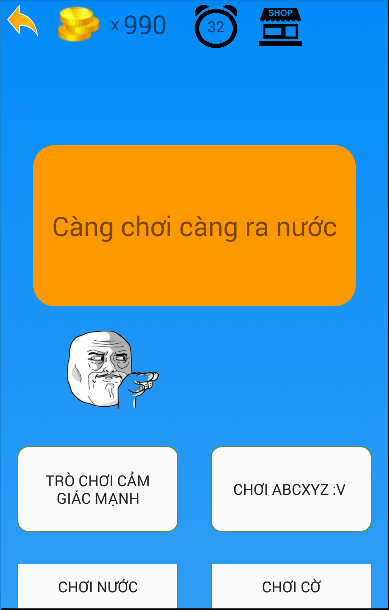 x 990
32
SHOP
Càng chơi càng ra nước
TRÒ CHƠI CẢM
GIÁC MẠNH
CHƠI ABCXYZ :V
CHƠI NƯỚC
CHƠI CỜ